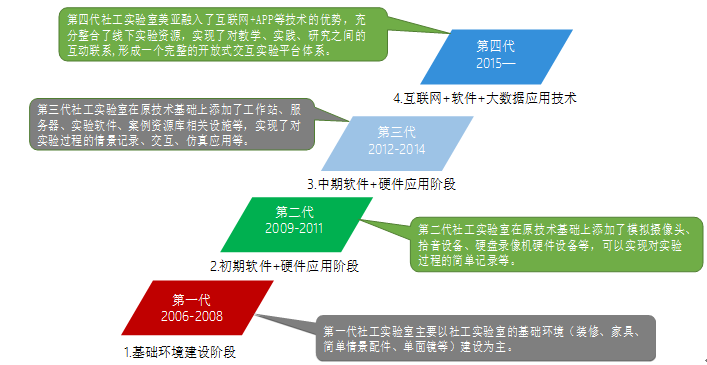 第四代社工实验室美亚融入了互联网+APP等技术的优势，充
分整合了线下实验资源，实现了对教学、实践、研究之间的
互动联系,形成一个完整的开放式交互实验平台体系。
第四代
2015—
4.互联网+软件+大数据应用技术
第三代社工实验室在原技术基础上添加了工作站、服
务器、实验软件、案例资源库相关设施等，实现了对
实验过程的情景记录、交互、仿真应用等。
第三代
2012-2014
3.中期软件+硬件应用阶段
第二代
2009-2011
2.初期软件+硬件应用阶段
第二代社工实验室在原技术基础上添加了模拟摄像头、
拾音设备、硬盘录像机硬件设备等，可以实现对实验
过程的简单记录等。
第一代
2006-2008
1.基础环境建设阶段
第一代社工实验室主要以社工实验室的基础环境（装修、家具、
简单情景配件、单面镜等）建设为主。